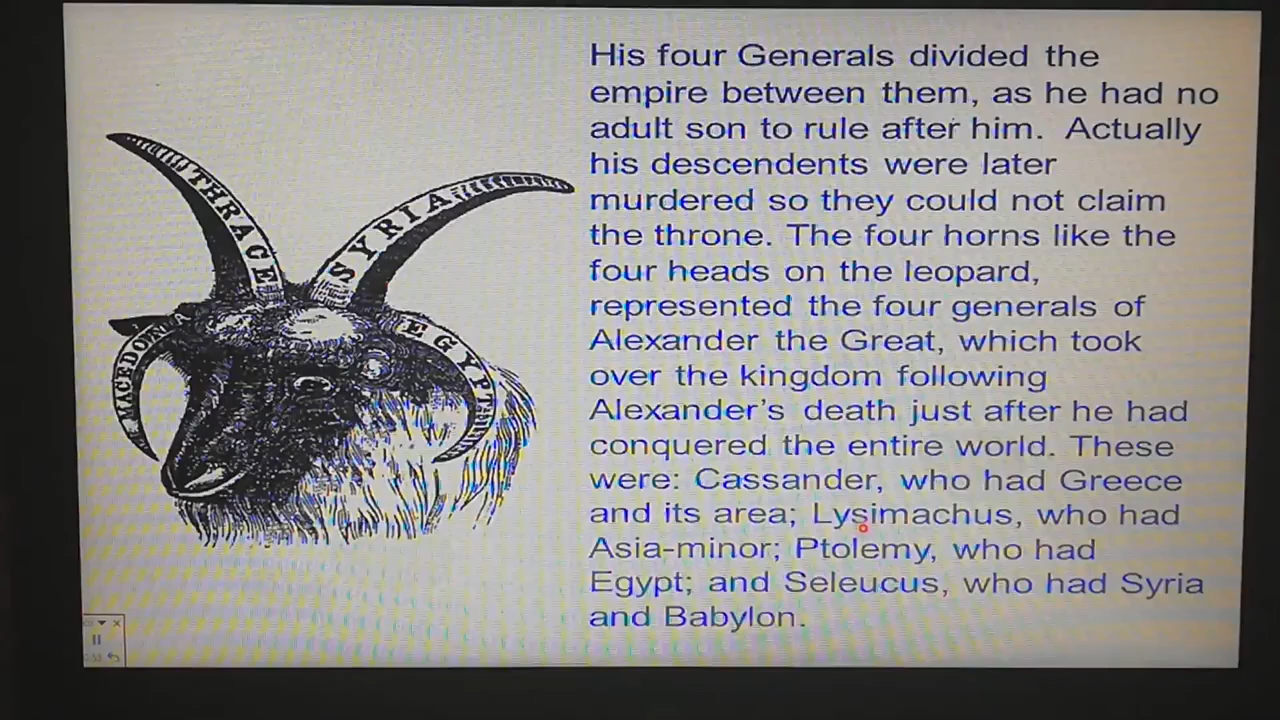 His four Generals divided the
empire between them, as he had no
adult son to rule after him. Actually
his descendents were later
murdered so they could not claim
the throne. The four horns like the
four heads on the leopard,
represented the four generals of
Alexander the Great, which took
over the kingdom following
Alexander's death just after he had
conquered the entire world. These
were: Cassander, who had Greece
and its area; Lysimachus, who had
Asia-minor; Ptolemy, who had
Egypt; and Seleucus, who had Syria
and Babylon.
THRACE
SYRIA
MACEDON
EGYPT